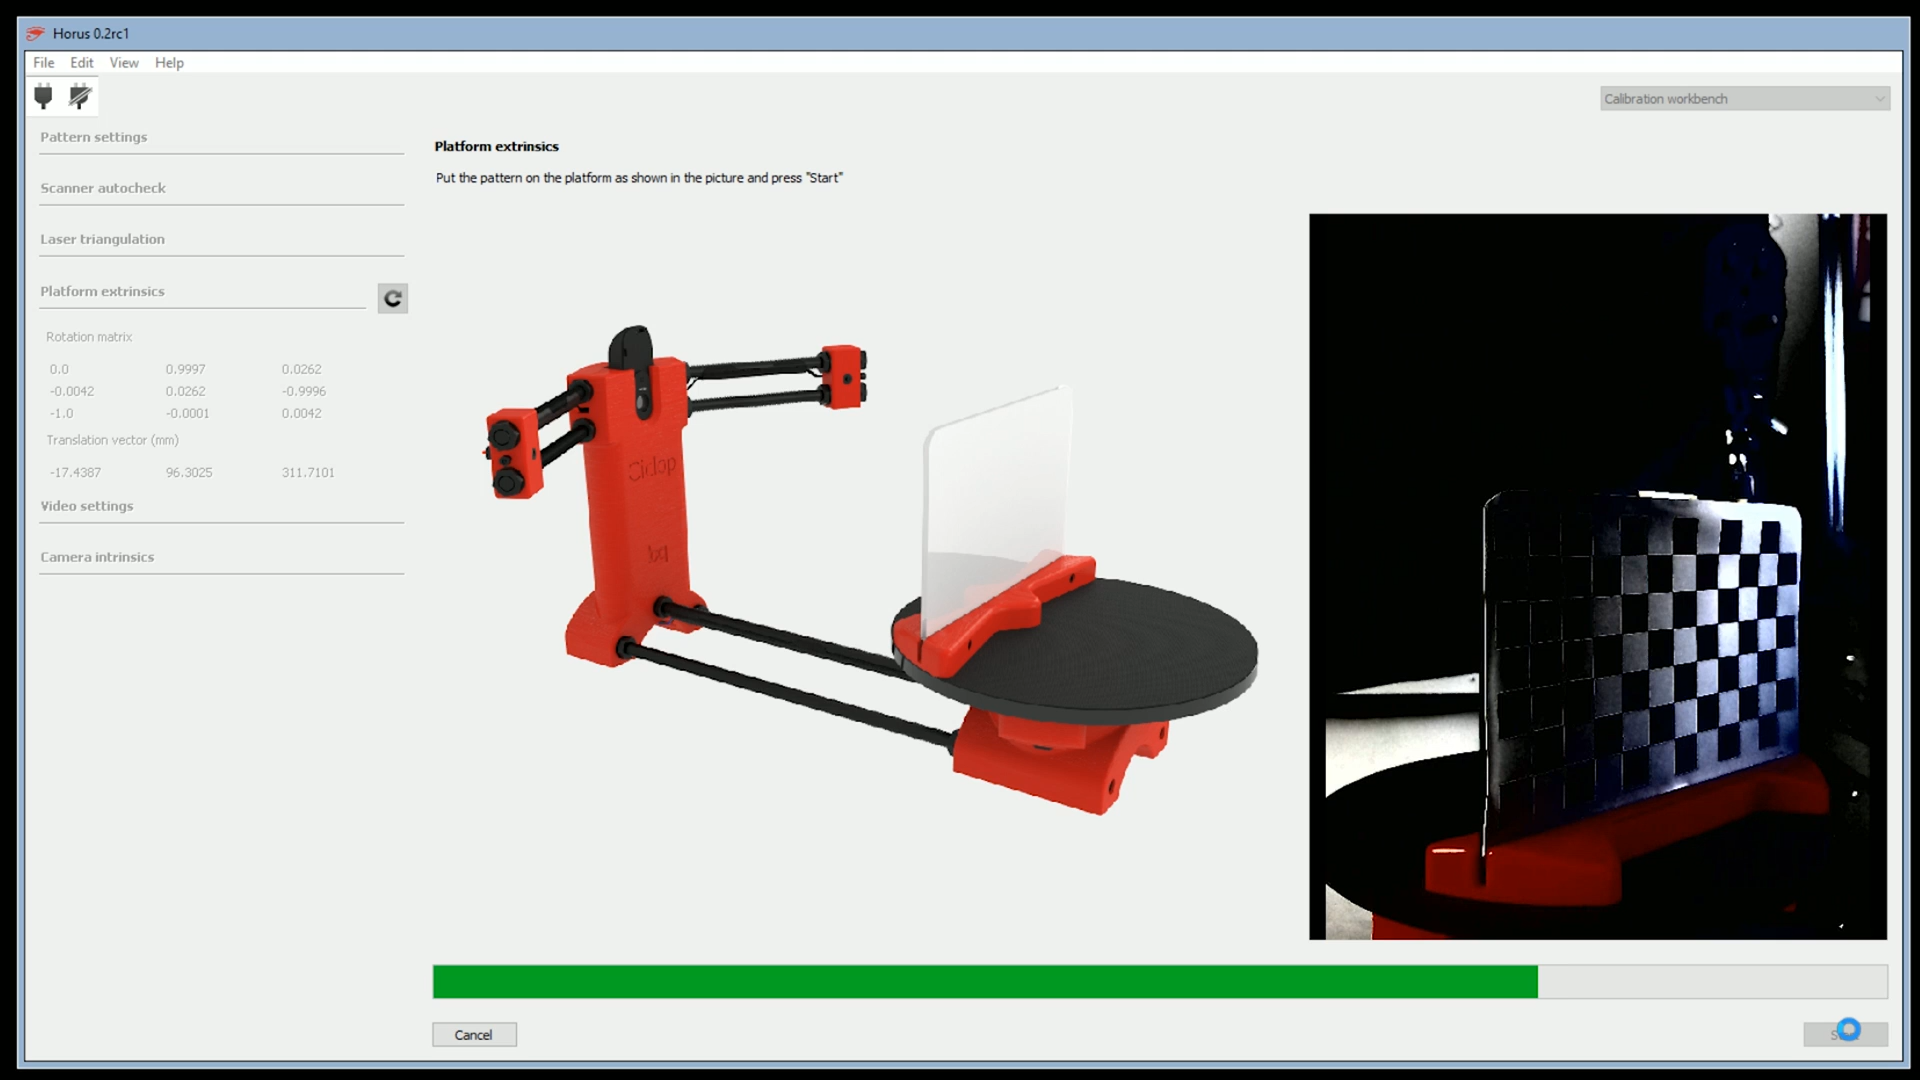 Horus 0.2rc1
File Edit View Help
Calibration workbench
Pattern settings
Scanner autocheck
Laser triangulation
Platform extrinsics
Rotation matrix
0.0 0.9997 0.0262
-0.0042 0.0262 -0.9996
-1.0 -0.0001 0.0042
Translation vector (mm)
-17.4387 96.3025 311.7101
Video settings
Camera intrinsics
Platform extrinsics
Put the pattern on the platform as shown in the picture and press "Start"
Ciclop
bq
Cancel